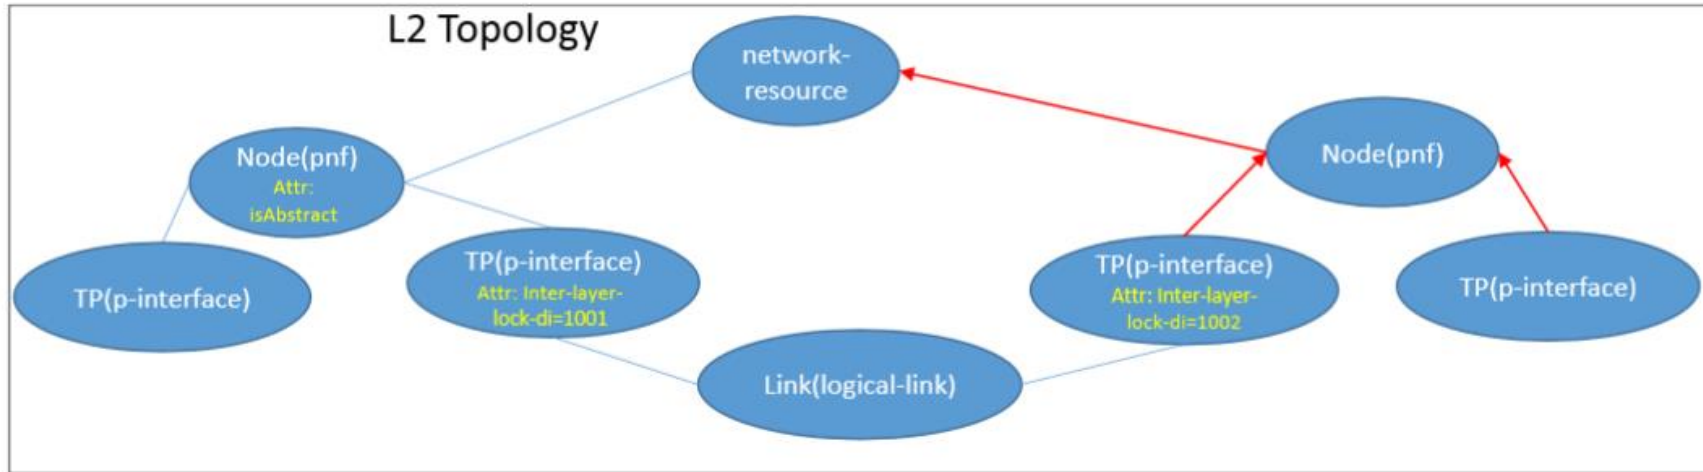 L2 Topology
network-
resource
Node(pnf)
Attr:
isAbstract
Node(pnf)
TP(p-interface)
TP(p-interface)
Attr: Inter-layer-
lock-di=1001
TP(p-interface)
Attr: Inter-layer-
lock-di=1002
TP(p-interface)
Link(logical-link)